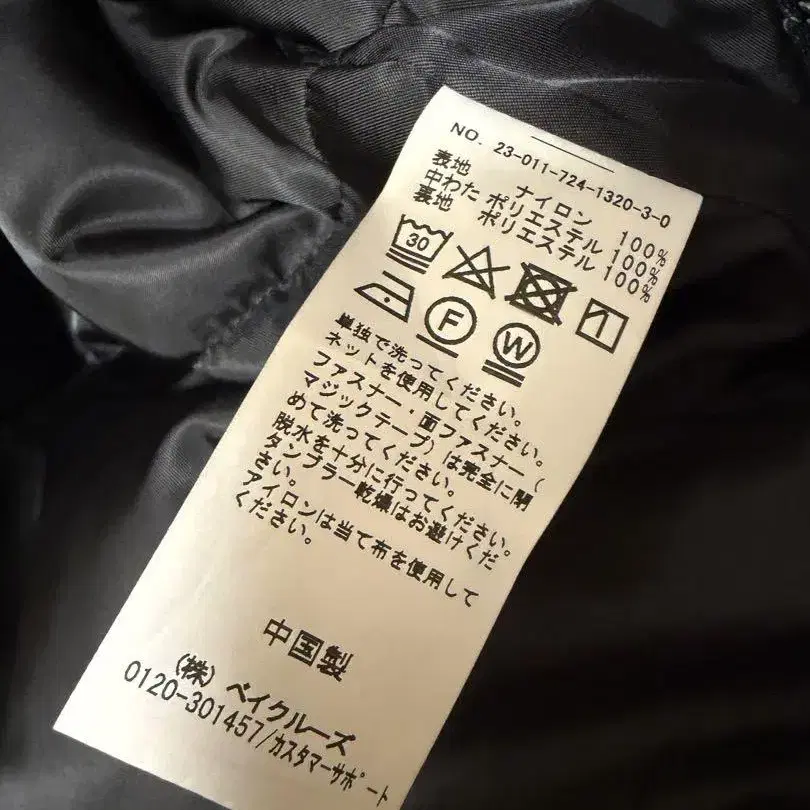 NO. 23-011-724-1320-3-0
表地 ナイロン 100%
中わた ポリエステル 100%
裏地 ポリエステル 100%
30
F W
単独で洗ってください。
ネットを使用してください。
ファスナー・面ファスナー(
マジックテープ)は完全に閉
めて洗ってください。
脱水を十分に行ってください。
タンブラー乾燥はお避けくだ
さい。
アイロンは当て布を使用して
ください。
中国製
(株) ベイクルーズ
0120-301457/カスタマーサポート